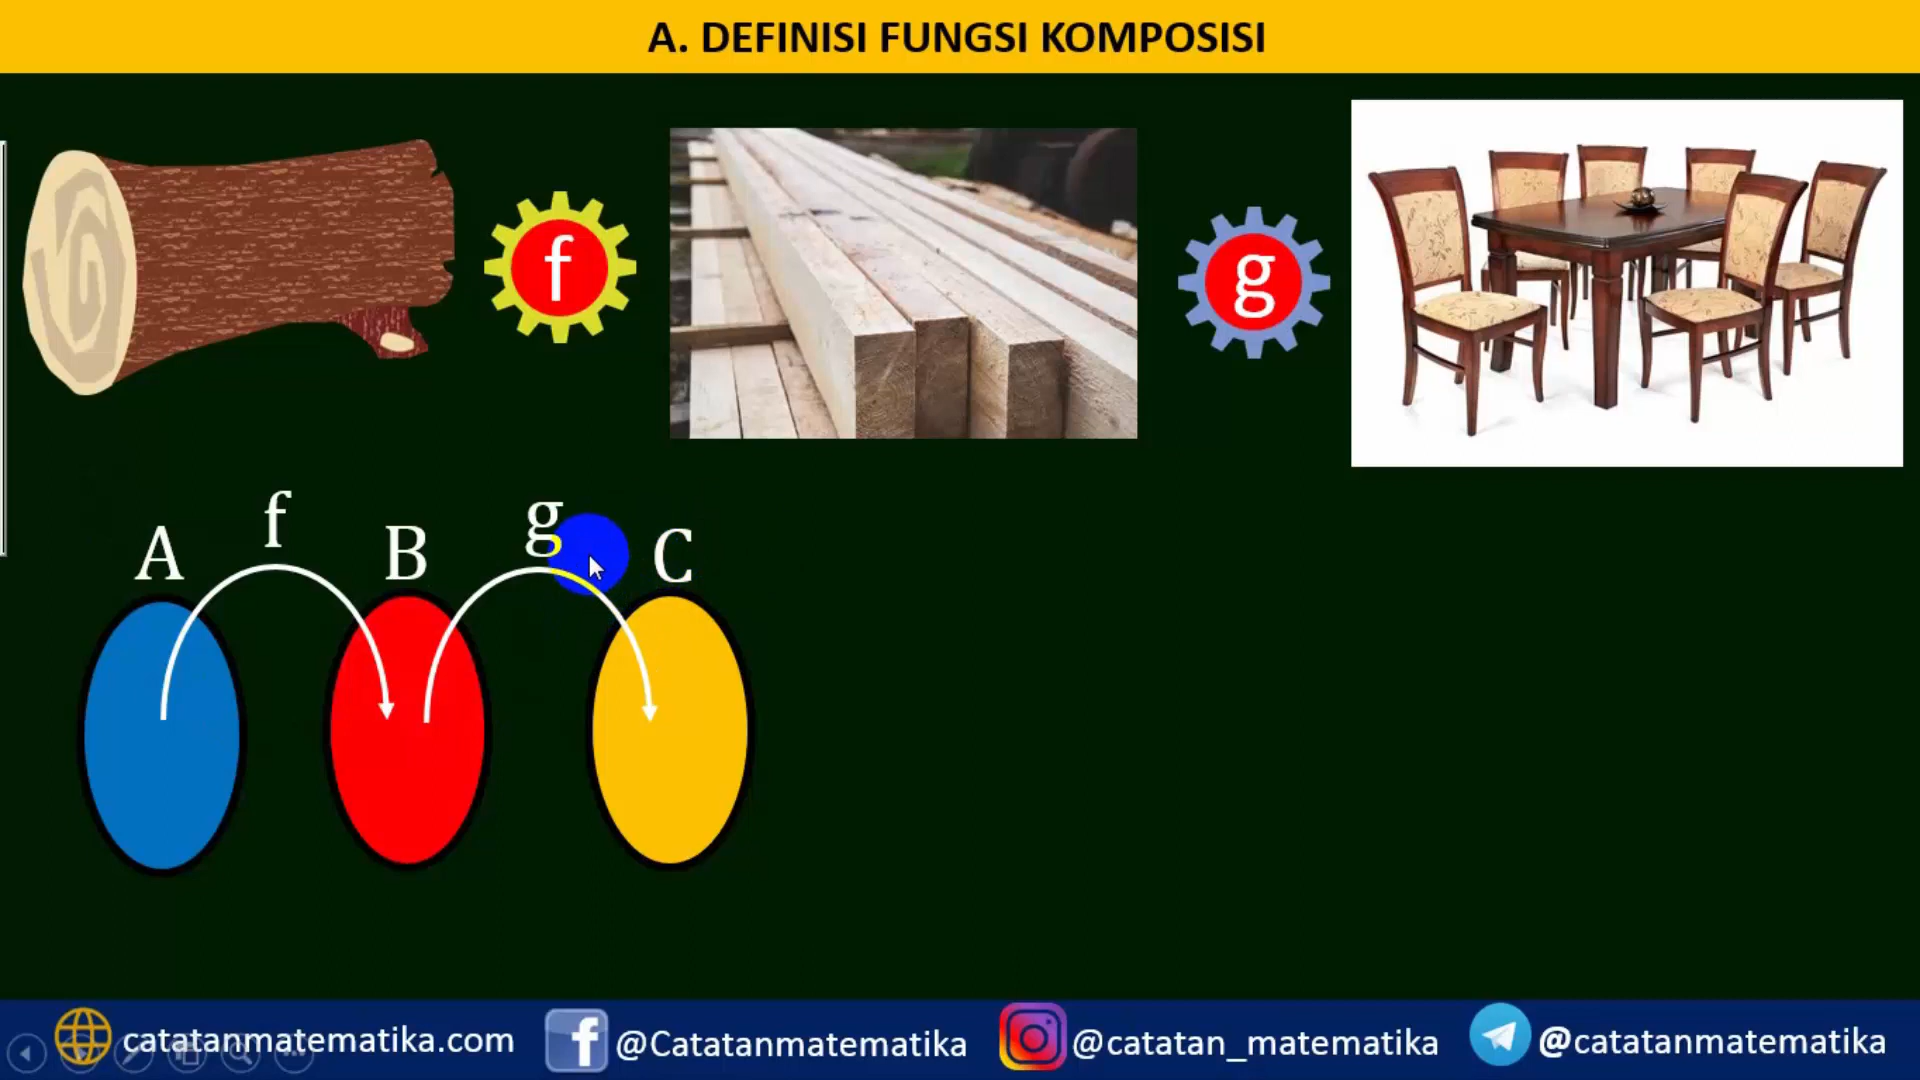 A. DEFINISI FUNGSI KOMPOSISI
f
g
f
g
A
B
C
catatanmatematika.com
@Catatanmatematika
@catatan_matematika
@catatanmatematika